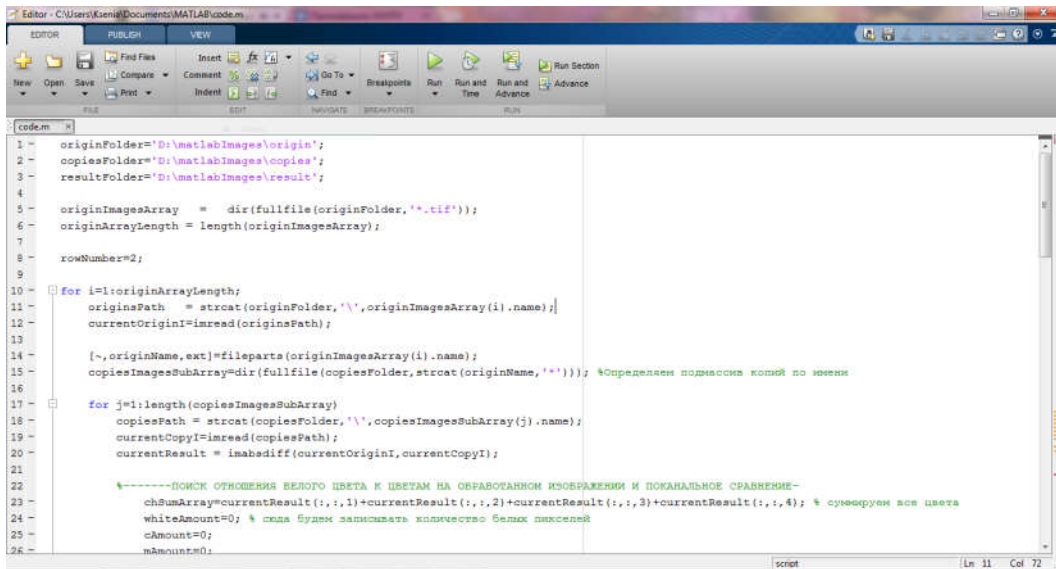 Editor - C:\Users\Ksenia\Documents\MATLAB\code.m
EDITOR PUBLISH VIEW
New Open Save Find Files Compare Print
Insert fx Comment Indent
Go To Find
Breakpoints Run Run and Time Run and Advance Run Section Advance
FILE EDIT NAVIGATE BREAKPOINTS RUN
code.m
1 originFolder='D:\matlabImages\origin';
2 copiesFolder='D:\matlabImages\copies';
3 resultFolder='D:\matlabImages\result';
4
5 originImagesArray = dir(fullfile(originFolder,'*.tif'));
6 originArrayLength = length(originImagesArray);
7
8 rowNumber=2;
9
10 for i=1:originArrayLength;
11 originsPath = strcat(originFolder,'\',originImagesArray(i).name);
12 currentOriginI=imread(originsPath);
13
14 [~,originName,ext]=fileparts(originImagesArray(i).name);
15 copiesImagesSubArray=dir(fullfile(copiesFolder,strcat(originName,'*'))); %Определяем подмассив копий по имени
16
17 for j=1:length(copiesImagesSubArray)
18 copiesPath = strcat(copiesFolder,'\',copiesImagesSubArray(j).name);
19 currentCopyI=imread(copiesPath);
20 currentResult = imabsdiff(currentOriginI,currentCopyI);
21
22 %-------ПОИСК ОТНОШЕНИЯ БЕЛОГО ЦВЕТА К ЦВЕТАМ НА ОБРАБОТАННОМ ИЗОБРАЖЕНИИ И ПОКАНАЛЬНОЕ СРАВНЕНИЕ-
23 chSumArray=currentResult(:,:,1)+currentResult(:,:,2)+currentResult(:,:,3)+currentResult(:,:,4); % суммируем все цвета
24 whiteAmount=0; % сюда будем записывать количество белых пикселей
25 cAmount=0;
26 mAmount=0;
script Ln 11 Col 72